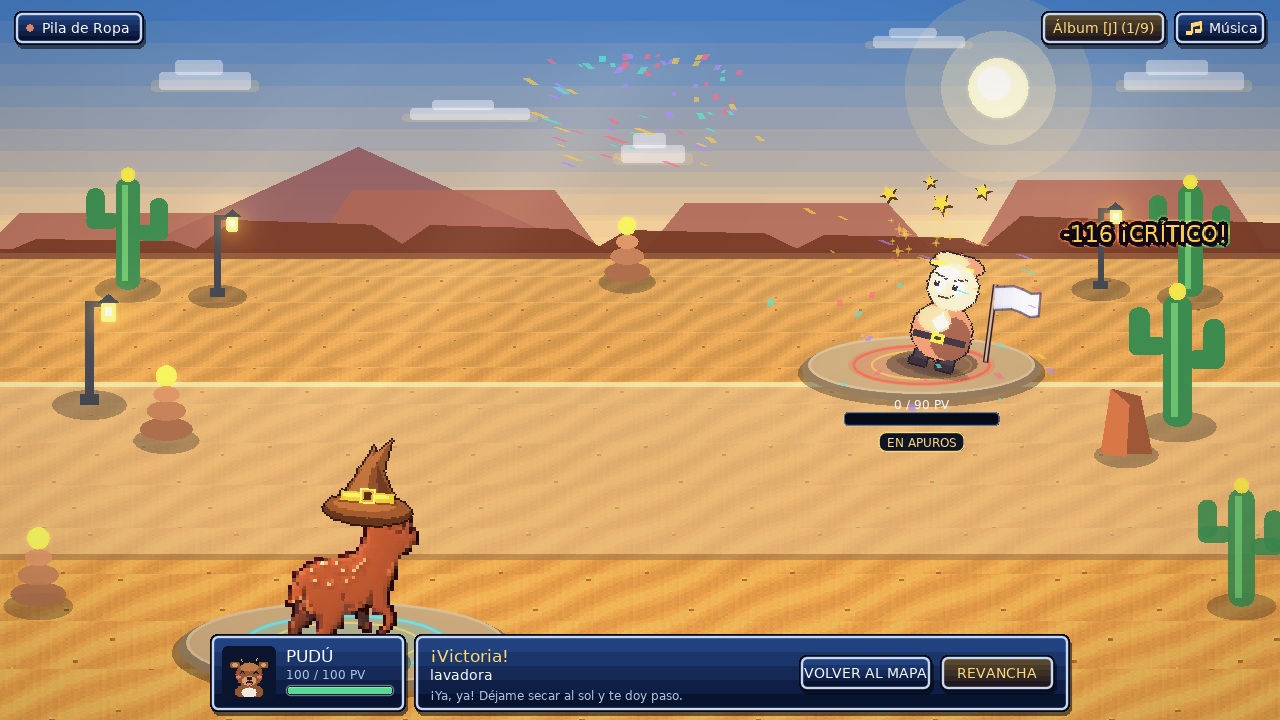 Pila de Ropa
Álbum [J] (1/9)
Música
-116 ¡CRÍTICO!
0 / 90 PV
EN APUROS
PUDÚ
100 / 100 PV
¡Victoria!
lavadora
¡Ya, ya! Déjame secar al sol y te doy paso.
VOLVER AL MAPA
REVANCHA